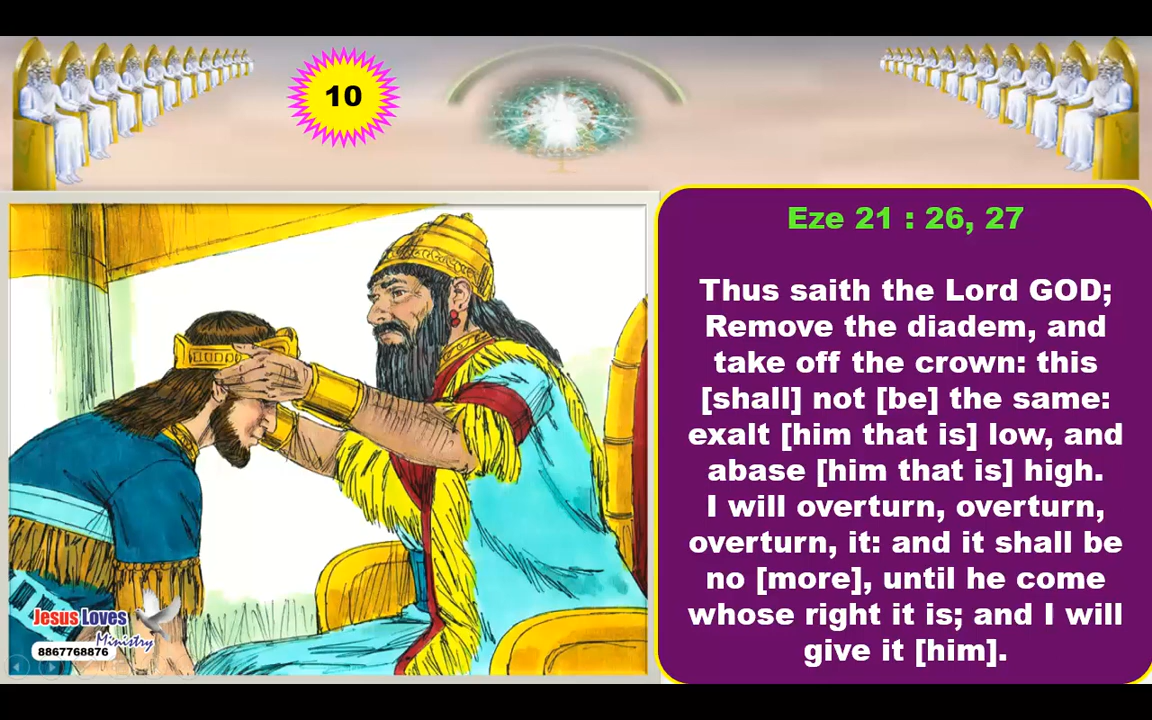 10
Eze 21 : 26, 27
Thus saith the Lord GOD;
Remove the diadem, and
take off the crown: this
[shall] not [be] the same:
exalt [him that is] low, and
abase [him that is] high.
I will overturn, overturn,
overturn, it: and it shall be
no [more], until he come
whose right it is; and I will
give it [him].
Jesus Loves
Ministry
8867768876